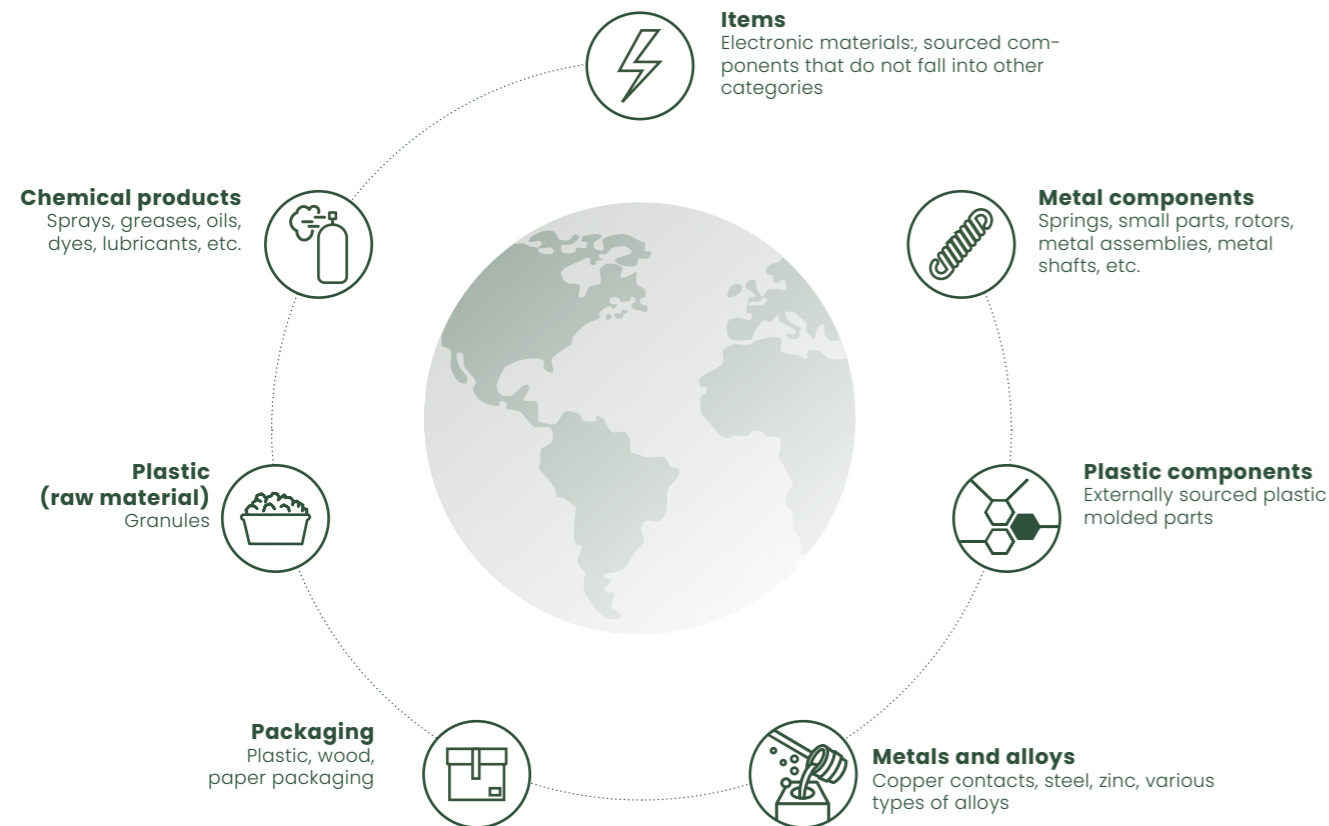 Items
Electronic materials:, sourced com-
ponents that do not fall into other
categories
Metal components
Springs, small parts, rotors,
metal assemblies, metal
shafts, etc.
Plastic components
Externally sourced plastic
molded parts
Metals and alloys
Copper contacts, steel, zinc, various
types of alloys
Packaging
Plastic, wood,
paper packaging
Plastic
(raw material)
Granules
Chemical products
Sprays, greases, oils,
dyes, lubricants, etc.